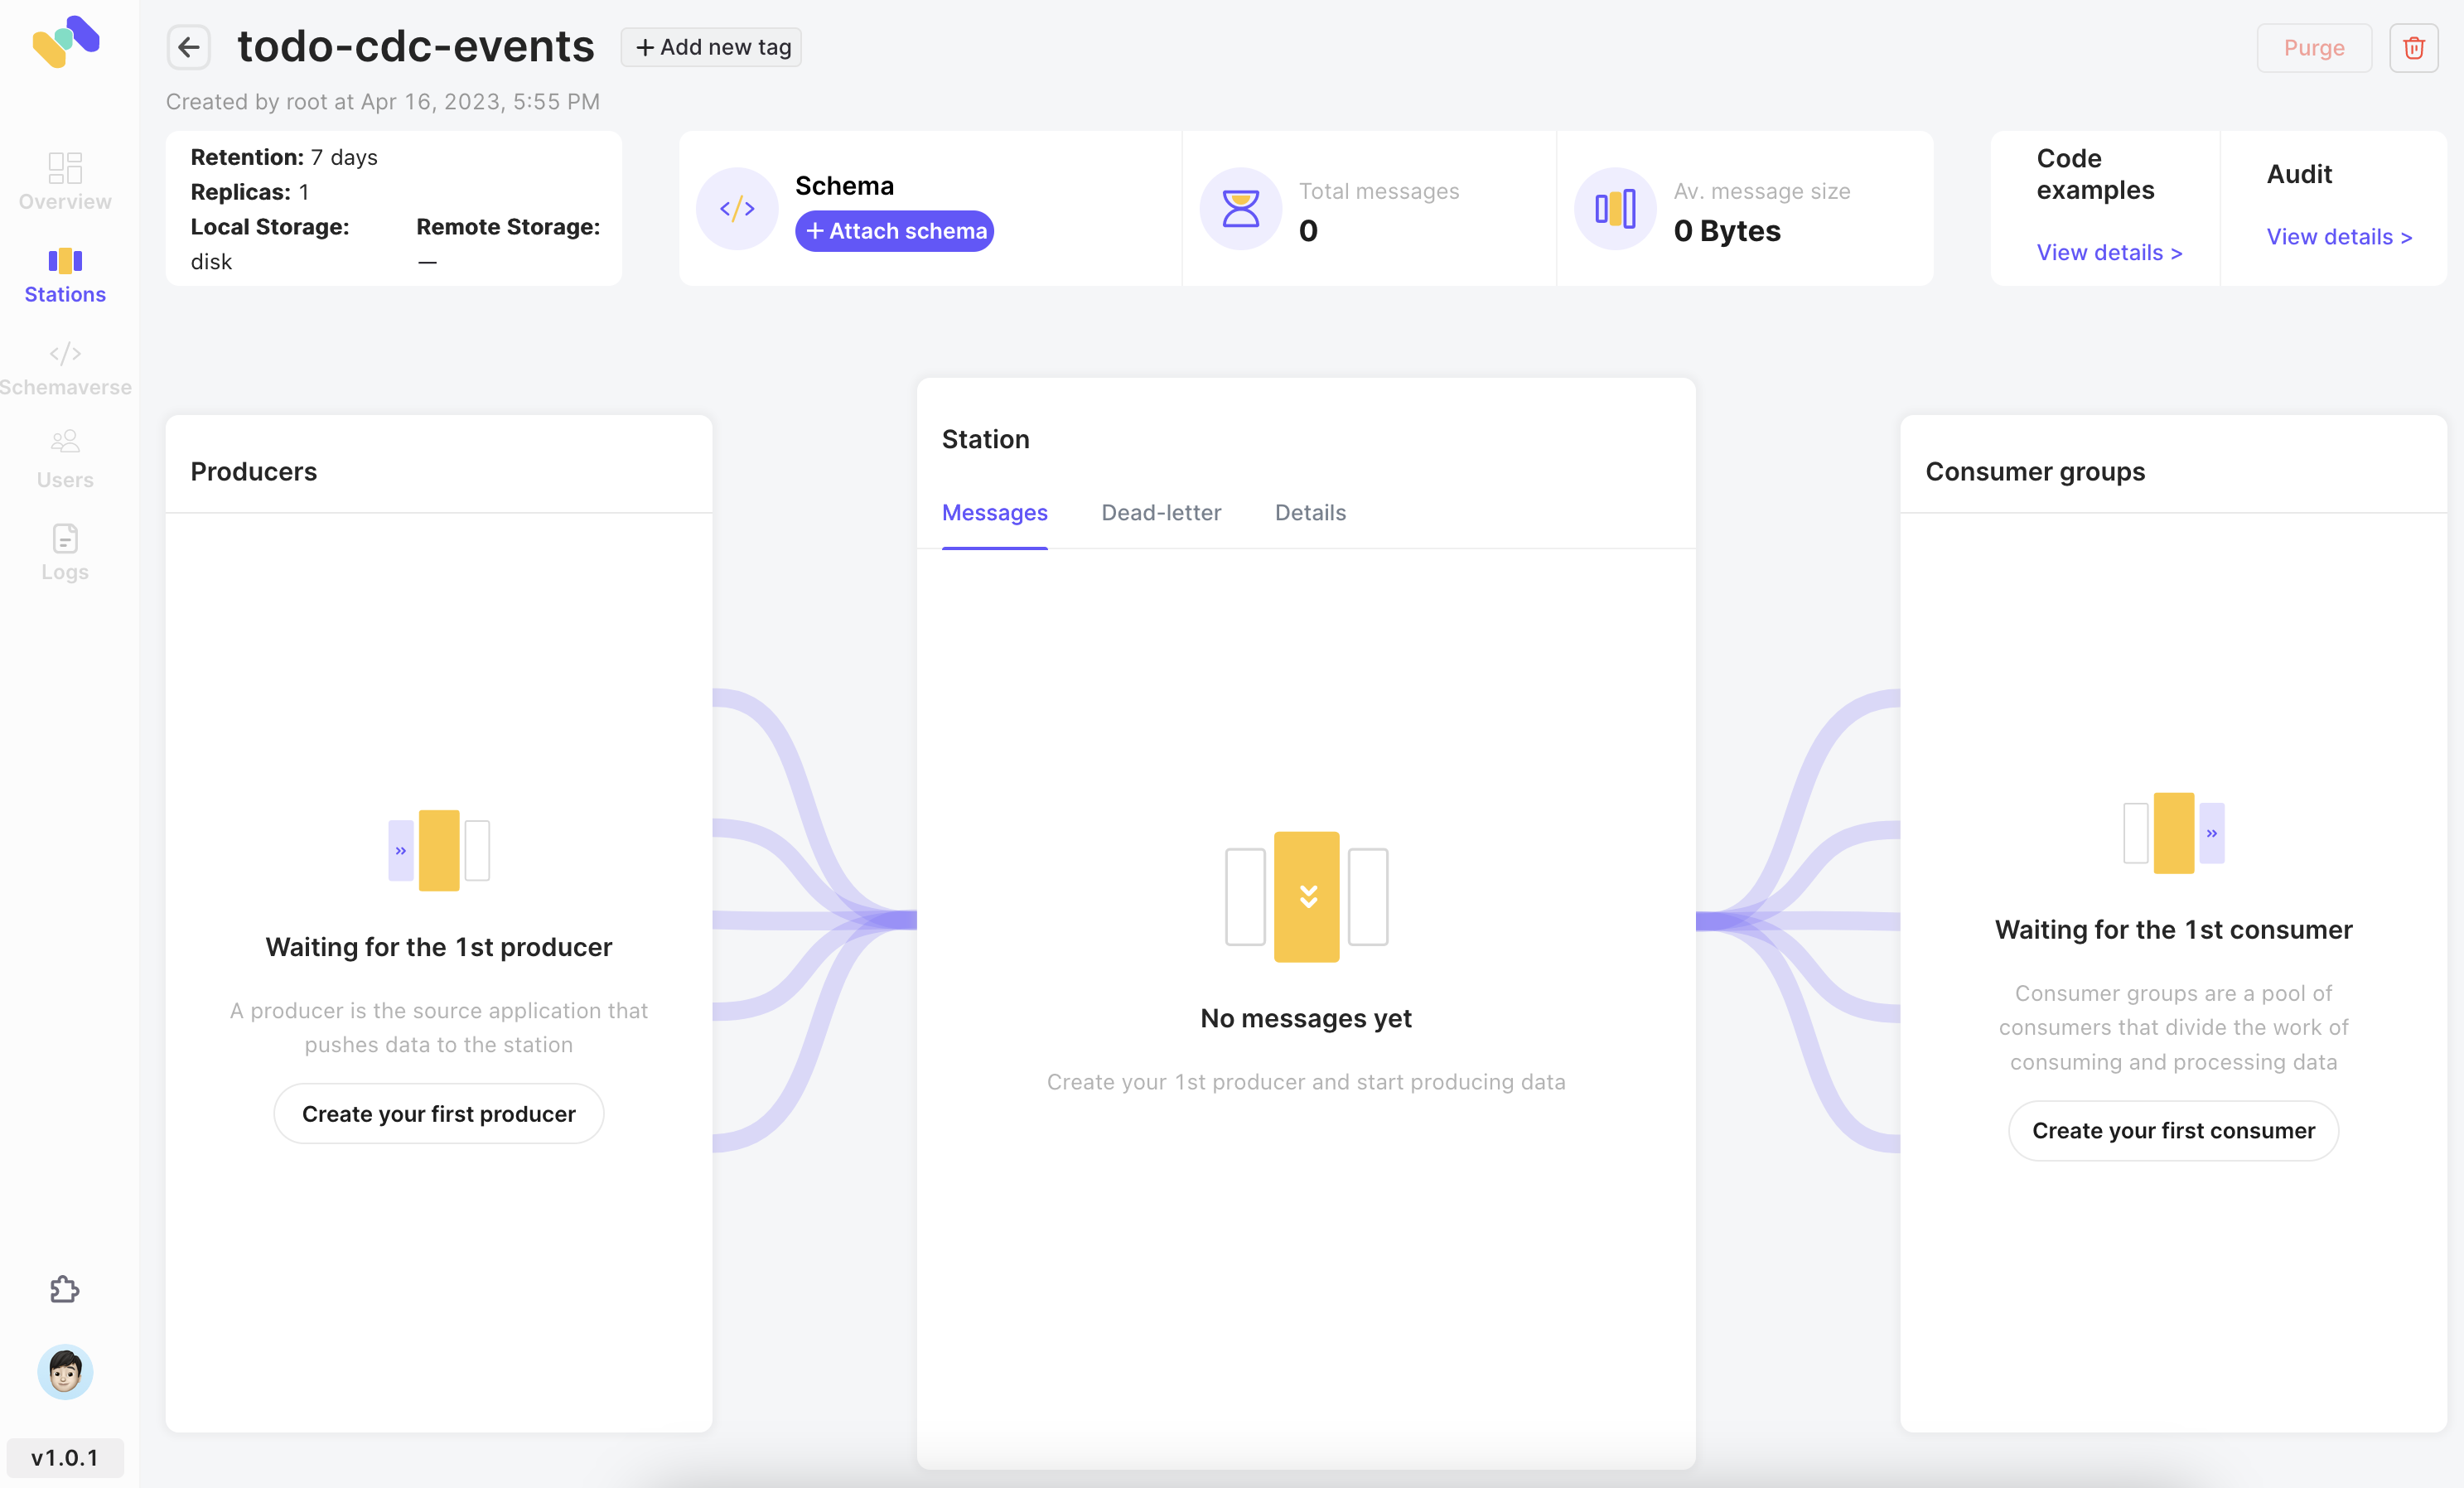 todo-cdc-events
+ Add new tag
Purge
Created by root at Apr 16, 2023, 5:55 PM
Overview
Stations
Schemaverse
Users
Logs
v1.0.1
Retention: 7 days
Replicas: 1
Local Storage: Remote Storage:
disk —
</> Schema
+ Attach schema
Total messages
0
Av. message size
0 Bytes
Code
examples
View details >
Audit
View details >
Producers
Waiting for the 1st producer
A producer is the source application that
pushes data to the station
Create your first producer
Station
Messages Dead-letter Details
No messages yet
Create your 1st producer and start producing data
Consumer groups
Waiting for the 1st consumer
Consumer groups are a pool of
consumers that divide the work of
consuming and processing data
Create your first consumer